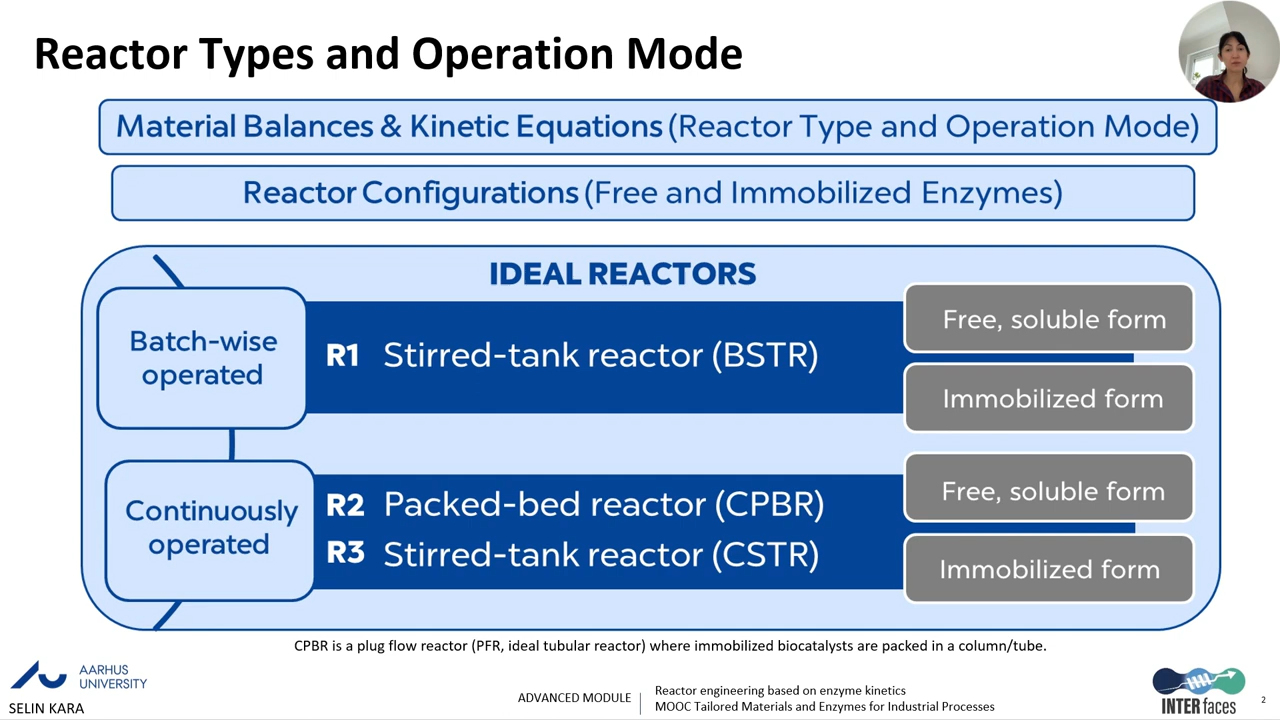 Reactor Types and Operation Mode
Material Balances & Kinetic Equations (Reactor Type and Operation Mode)
Reactor Configurations (Free and Immobilized Enzymes)
IDEAL REACTORS
Batch-wise
operated
R1 Stirred-tank reactor (BSTR)
Free, soluble form
Immobilized form
Continuously
operated
R2 Packed-bed reactor (CPBR)
R3 Stirred-tank reactor (CSTR)
Free, soluble form
Immobilized form
CPBR is a plug flow reactor (PFR, ideal tubular reactor) where immobilized biocatalysts are packed in a column/tube.
AARHUS
UNIVERSITY
SELIN KARA
ADVANCED MODULE
Reactor engineering based on enzyme kinetics
MOOC Tailored Materials and Enzymes for Industrial Processes
INTERfaces
2